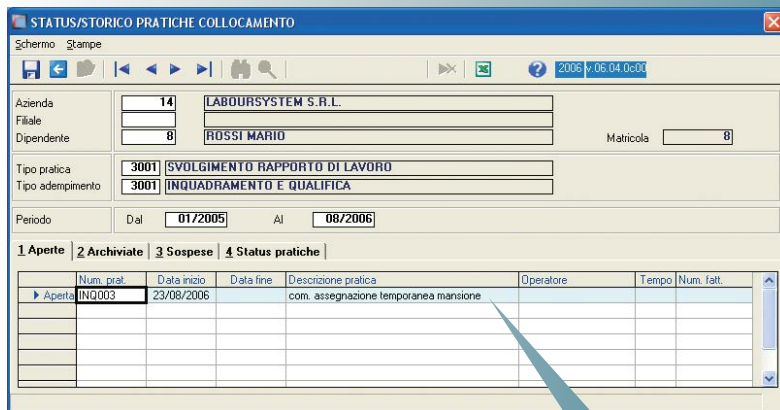 STATUS/STORICO PRATICHE COLLOCAMENTO
Schermo Stampe
2006 v.06.04.0c00
Azienda 14 LABOURSYSTEM S.R.L.
Filiale
Dipendente 8 ROSSI MARIO Matricola 8
Tipo pratica 3001 SVOLGIMENTO RAPPORTO DI LAVORO
Tipo adempimento 3001 INQUADRAMENTO E QUALIFICA
Periodo Dal 01/2005 Al 08/2006
1 Aperte 2 Archiviate 3 Sospese 4 Status pratiche
Num. prat. Data inizio Data fine Descrizione pratica Operatore Tempo Num. fatt.
Aperta INQ003 23/08/2006 com. assegnazione temporanea mansione